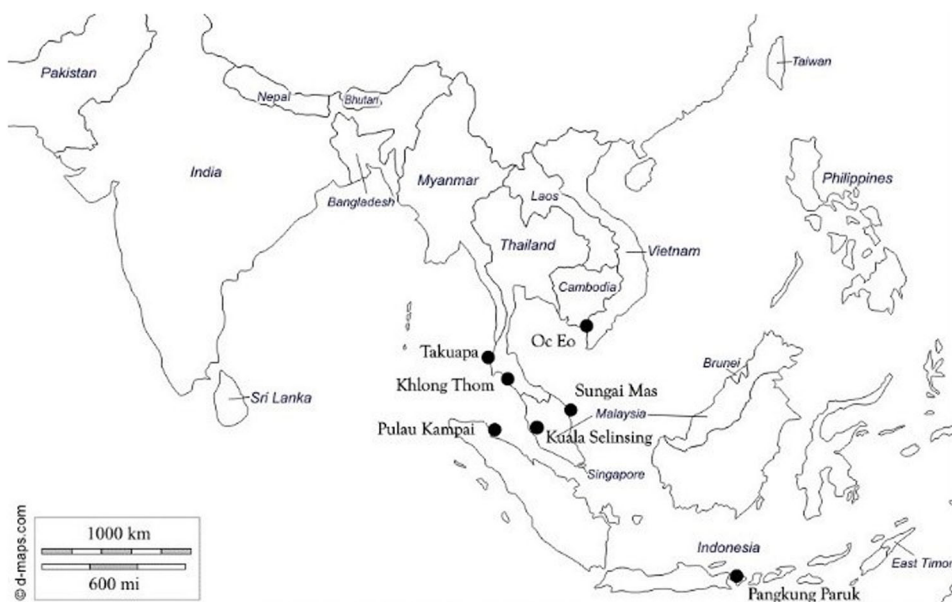 Pakistan
Nepal
Bhutan
India
Bangladesh
Myanmar
Laos
Thailand
Vietnam
Cambodia
Taiwan
Philippines
Oc Eo
Takuapa
Khlong Thom
Sri Lanka
Brunei
Sungai Mas
Malaysia
Pulau Kampai
Kuala Selinsing
Singapore
Indonesia
East Timor
Pangkung Paruk
1000 km
600 mi
© d-maps.com